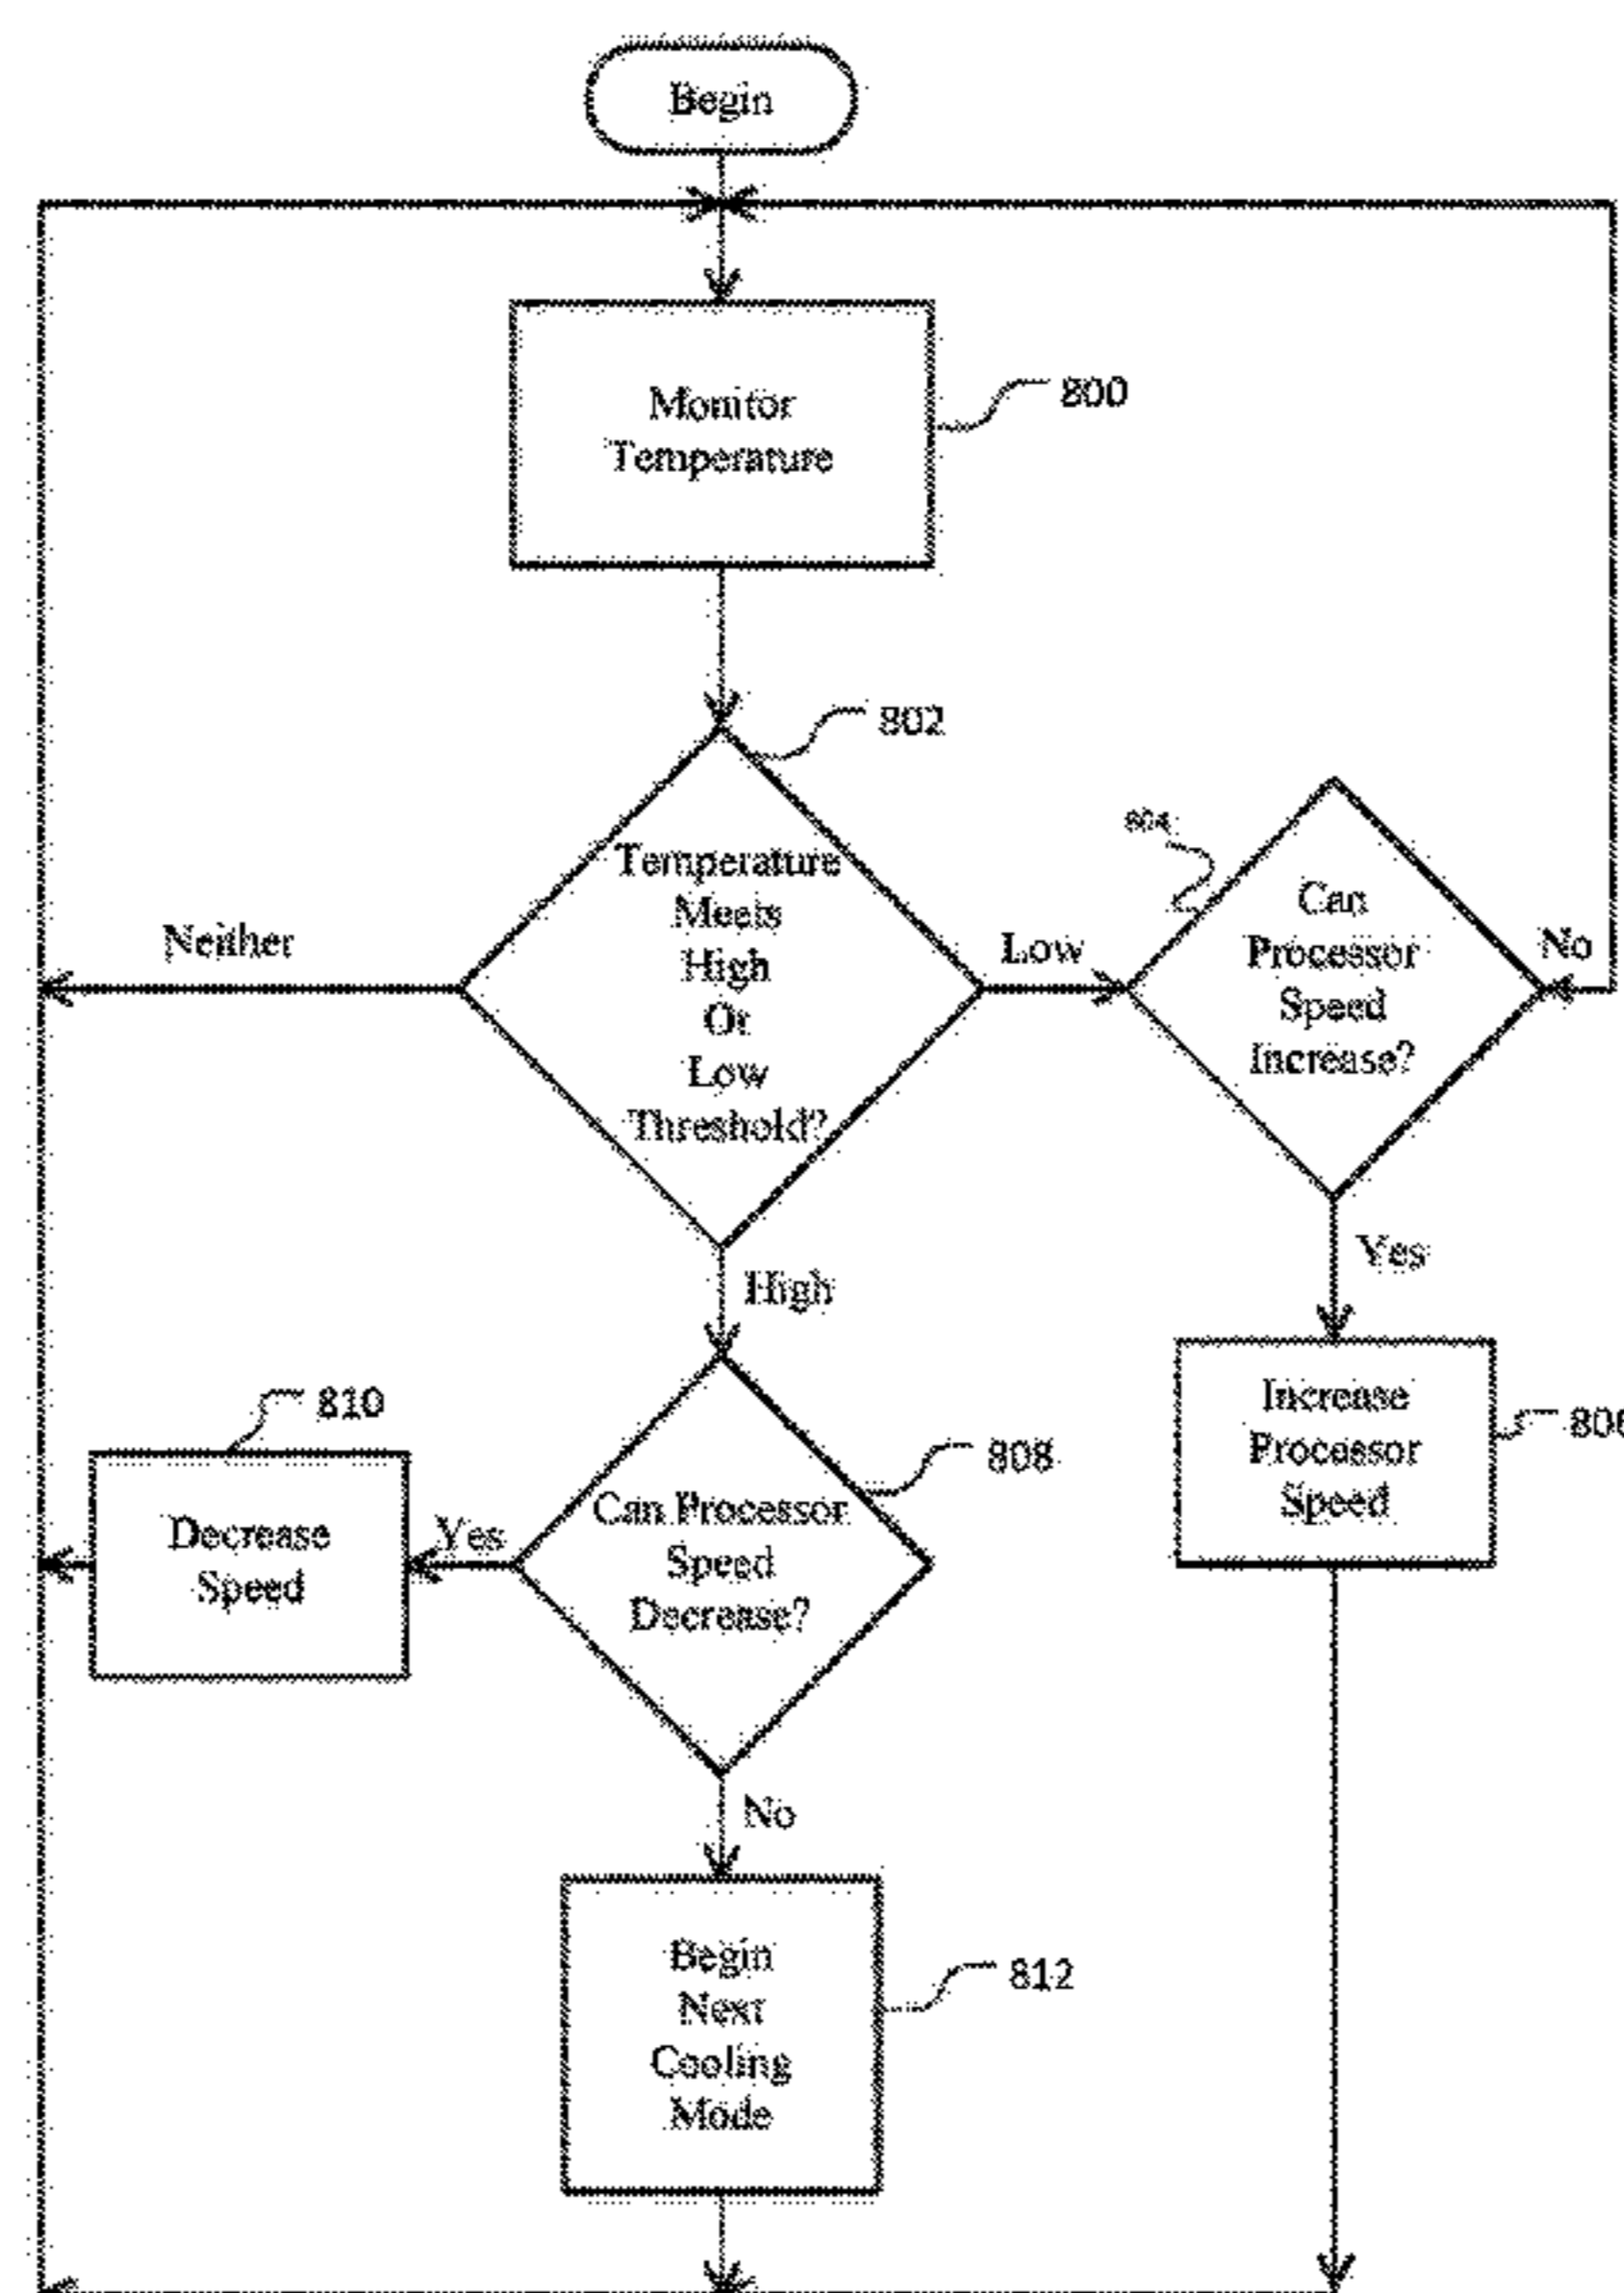 Begin
Monitor
Temperature
800
802
Temperature
Meets
High
Or
Low
Threshold?
Neither
Low
804
Can
Processor
Speed
Increase?
No
Yes
High
Increase
Processor
Speed
806
810
Decrease
Speed
Yes
808
Can Processor
Speed
Decrease?
No
Begin
Next
Cooling
Mode
812